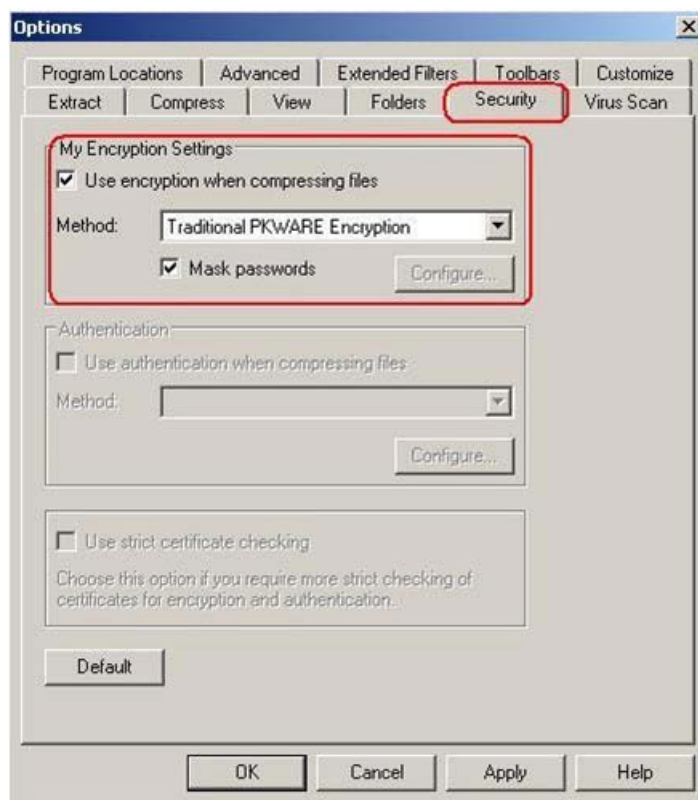 Options
Program Locations Advanced Extended Filters Toolbars Customize
Extract Compress View Folders Security Virus Scan
My Encryption Settings
Use encryption when compressing files
Method: Traditional PKWARE Encryption
Mask passwords Configure...
Authentication
Use authentication when compressing files
Method:
Configure...
Use strict certificate checking
Choose this option if you require more strict checking of
certificates for encryption and authentication.
Default
OK Cancel Apply Help